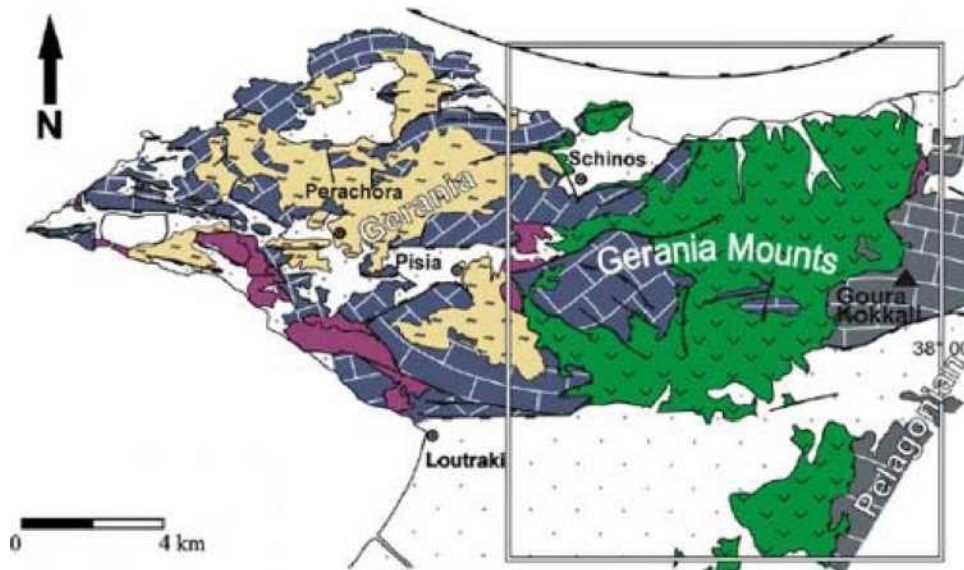 N
Schinos
Perachora
Gerania
Pisia
Gerania Mounts
Goura
Kokkali
38° 00
Pelagonian
Loutraki
0 4 km